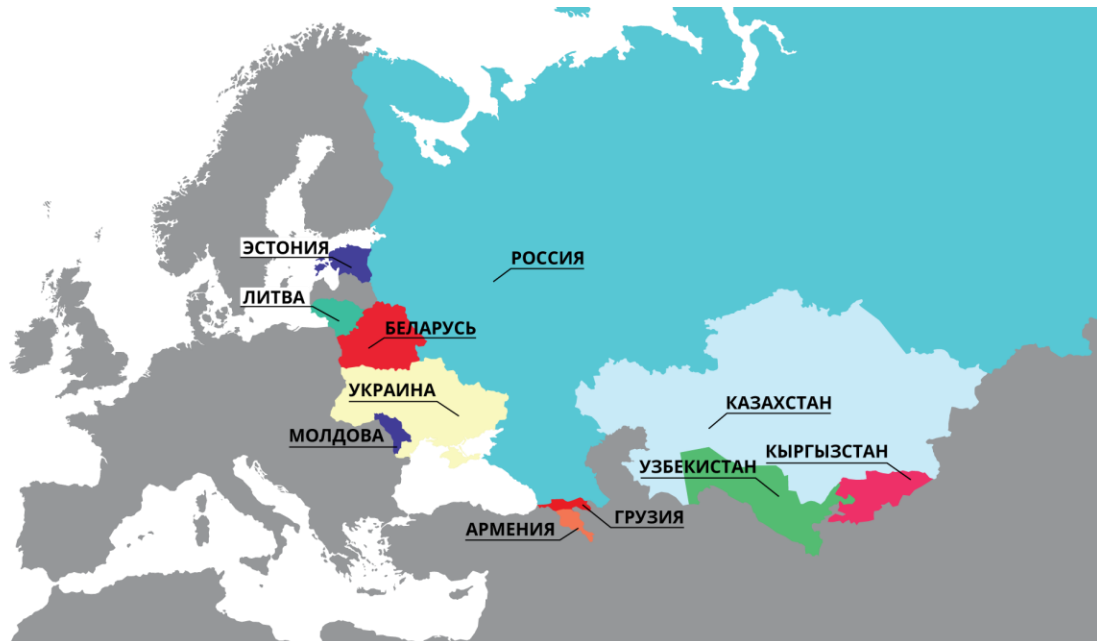 ЭСТОНИЯ
РОССИЯ
ЛИТВА
БЕЛАРУСЬ
УКРАИНА
КАЗАХСТАН
МОЛДОВА
КЫРГЫЗСТАН
УЗБЕКИСТАН
ГРУЗИЯ
АРМЕНИЯ